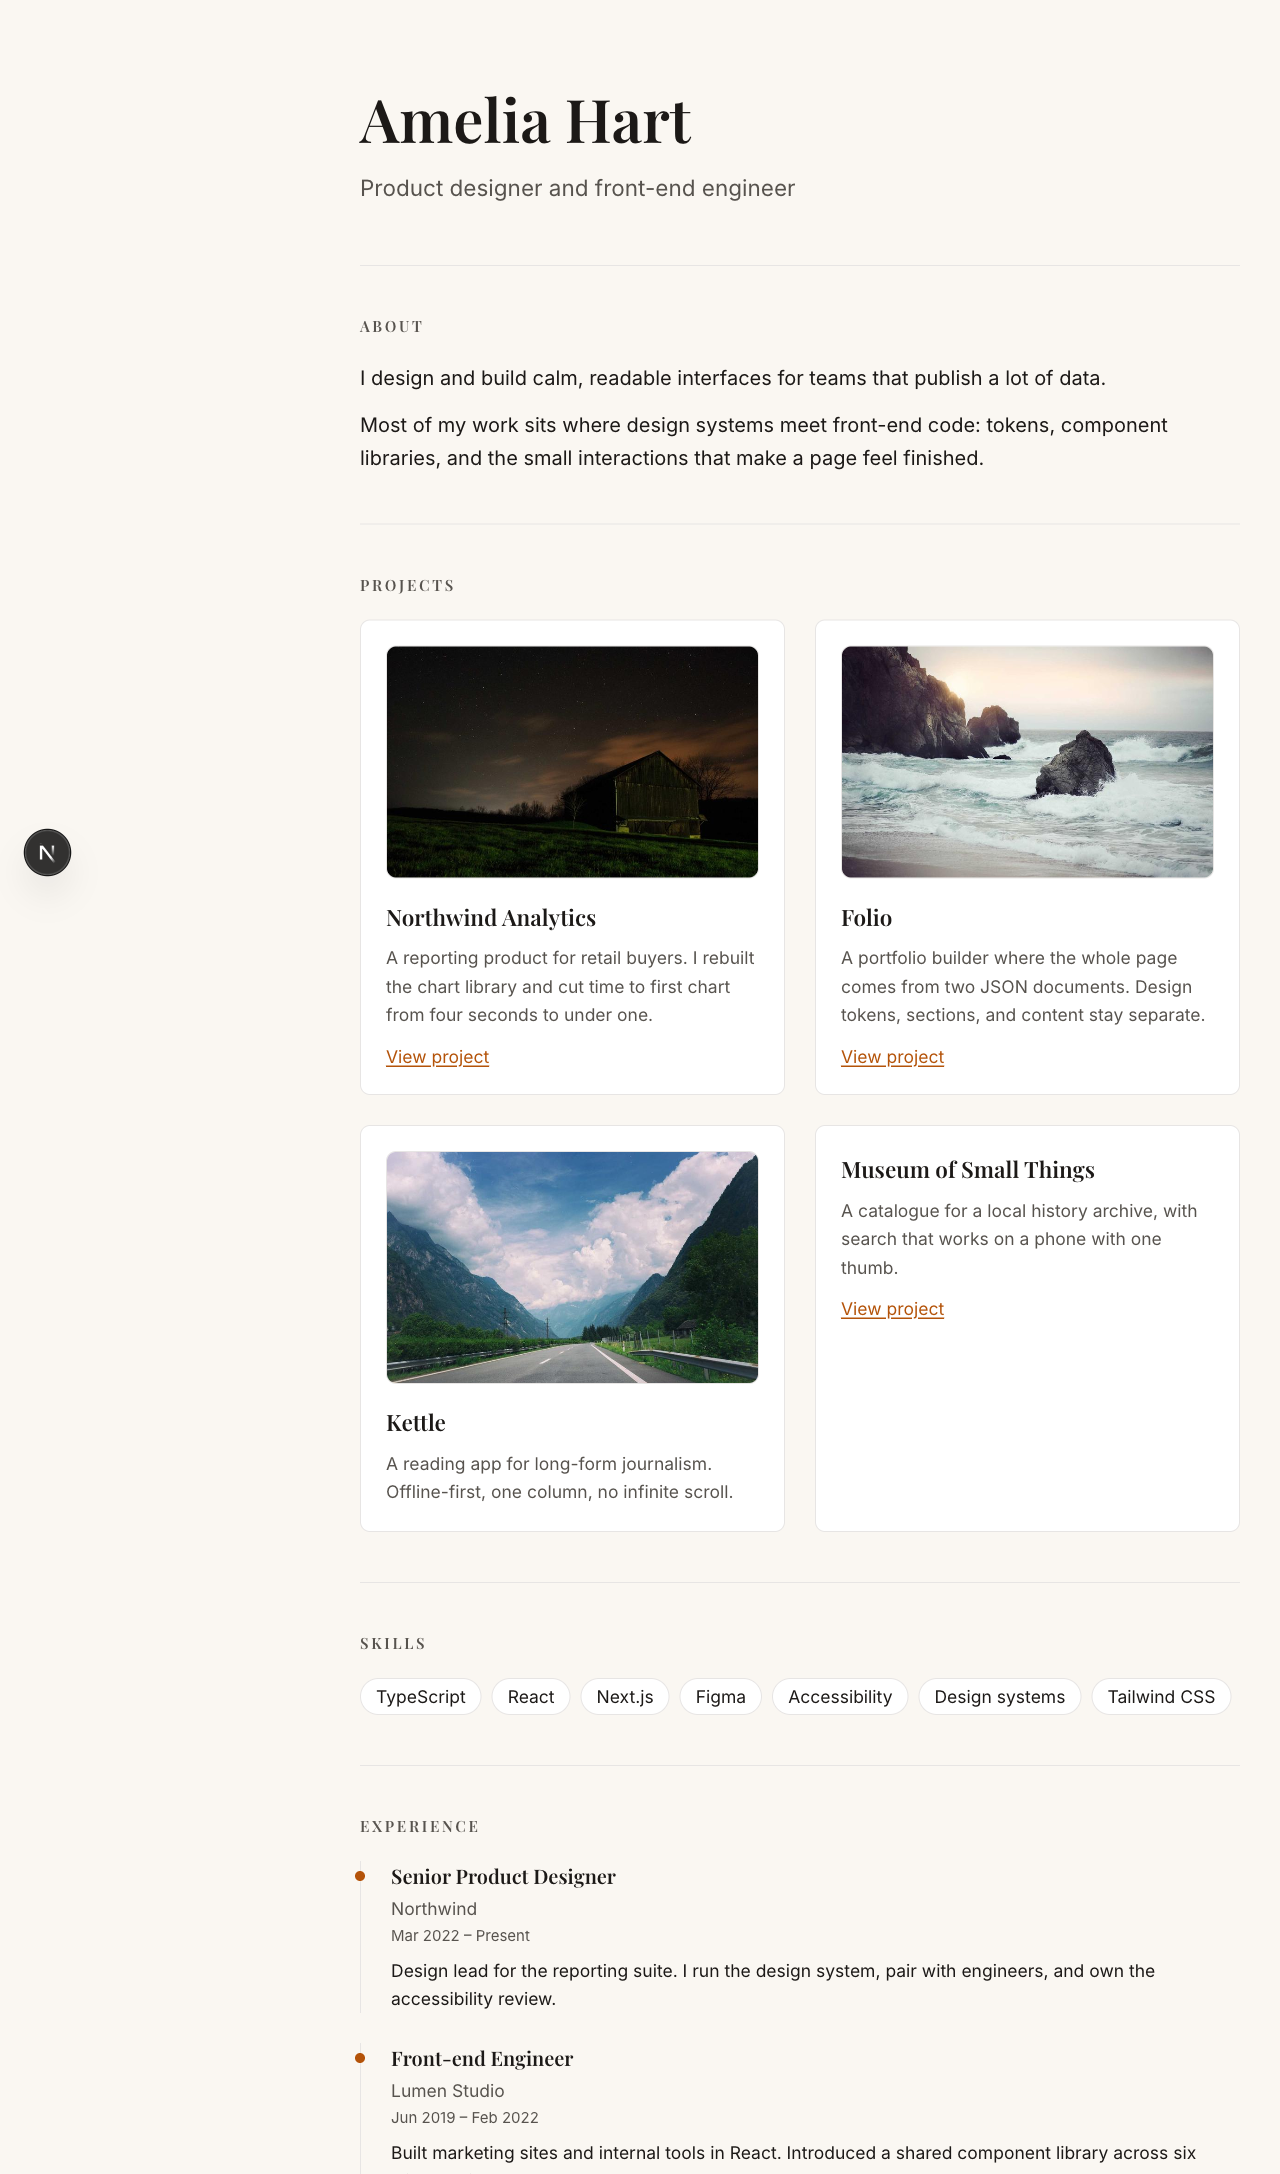 Amelia Hart
Product designer and front-end engineer
ABOUT
I design and build calm, readable interfaces for teams that publish a lot of data.
Most of my work sits where design systems meet front-end code: tokens, component
libraries, and the small interactions that make a page feel finished.
PROJECTS
Northwind Analytics
A reporting product for retail buyers. I rebuilt
the chart library and cut time to first chart
from four seconds to under one.
View project
Folio
A portfolio builder where the whole page
comes from two JSON documents. Design
tokens, sections, and content stay separate.
View project
N
Kettle
A reading app for long-form journalism.
Offline-first, one column, no infinite scroll.
Museum of Small Things
A catalogue for a local history archive, with
search that works on a phone with one
thumb.
View project
SKILLS
TypeScript React Next.js Figma Accessibility Design systems Tailwind CSS
EXPERIENCE
Senior Product Designer
Northwind
Mar 2022 – Present
Design lead for the reporting suite. I run the design system, pair with engineers, and own the
accessibility review.
Front-end Engineer
Lumen Studio
Jun 2019 – Feb 2022
Built marketing sites and internal tools in React. Introduced a shared component library across six